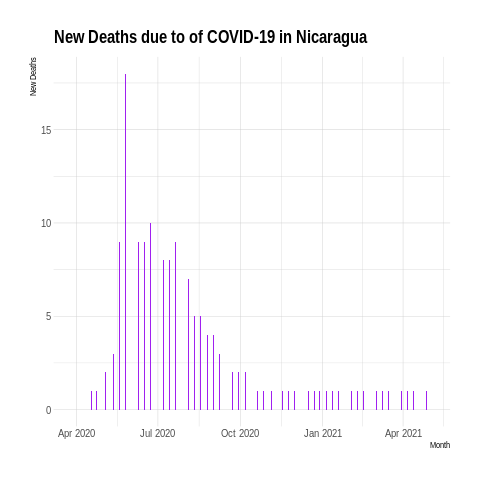 New Deaths due to of COVID-19 in Nicaragua
New Deaths
15
10
5
0
Apr 2020 Jul 2020 Oct 2020 Jan 2021 Apr 2021
Month